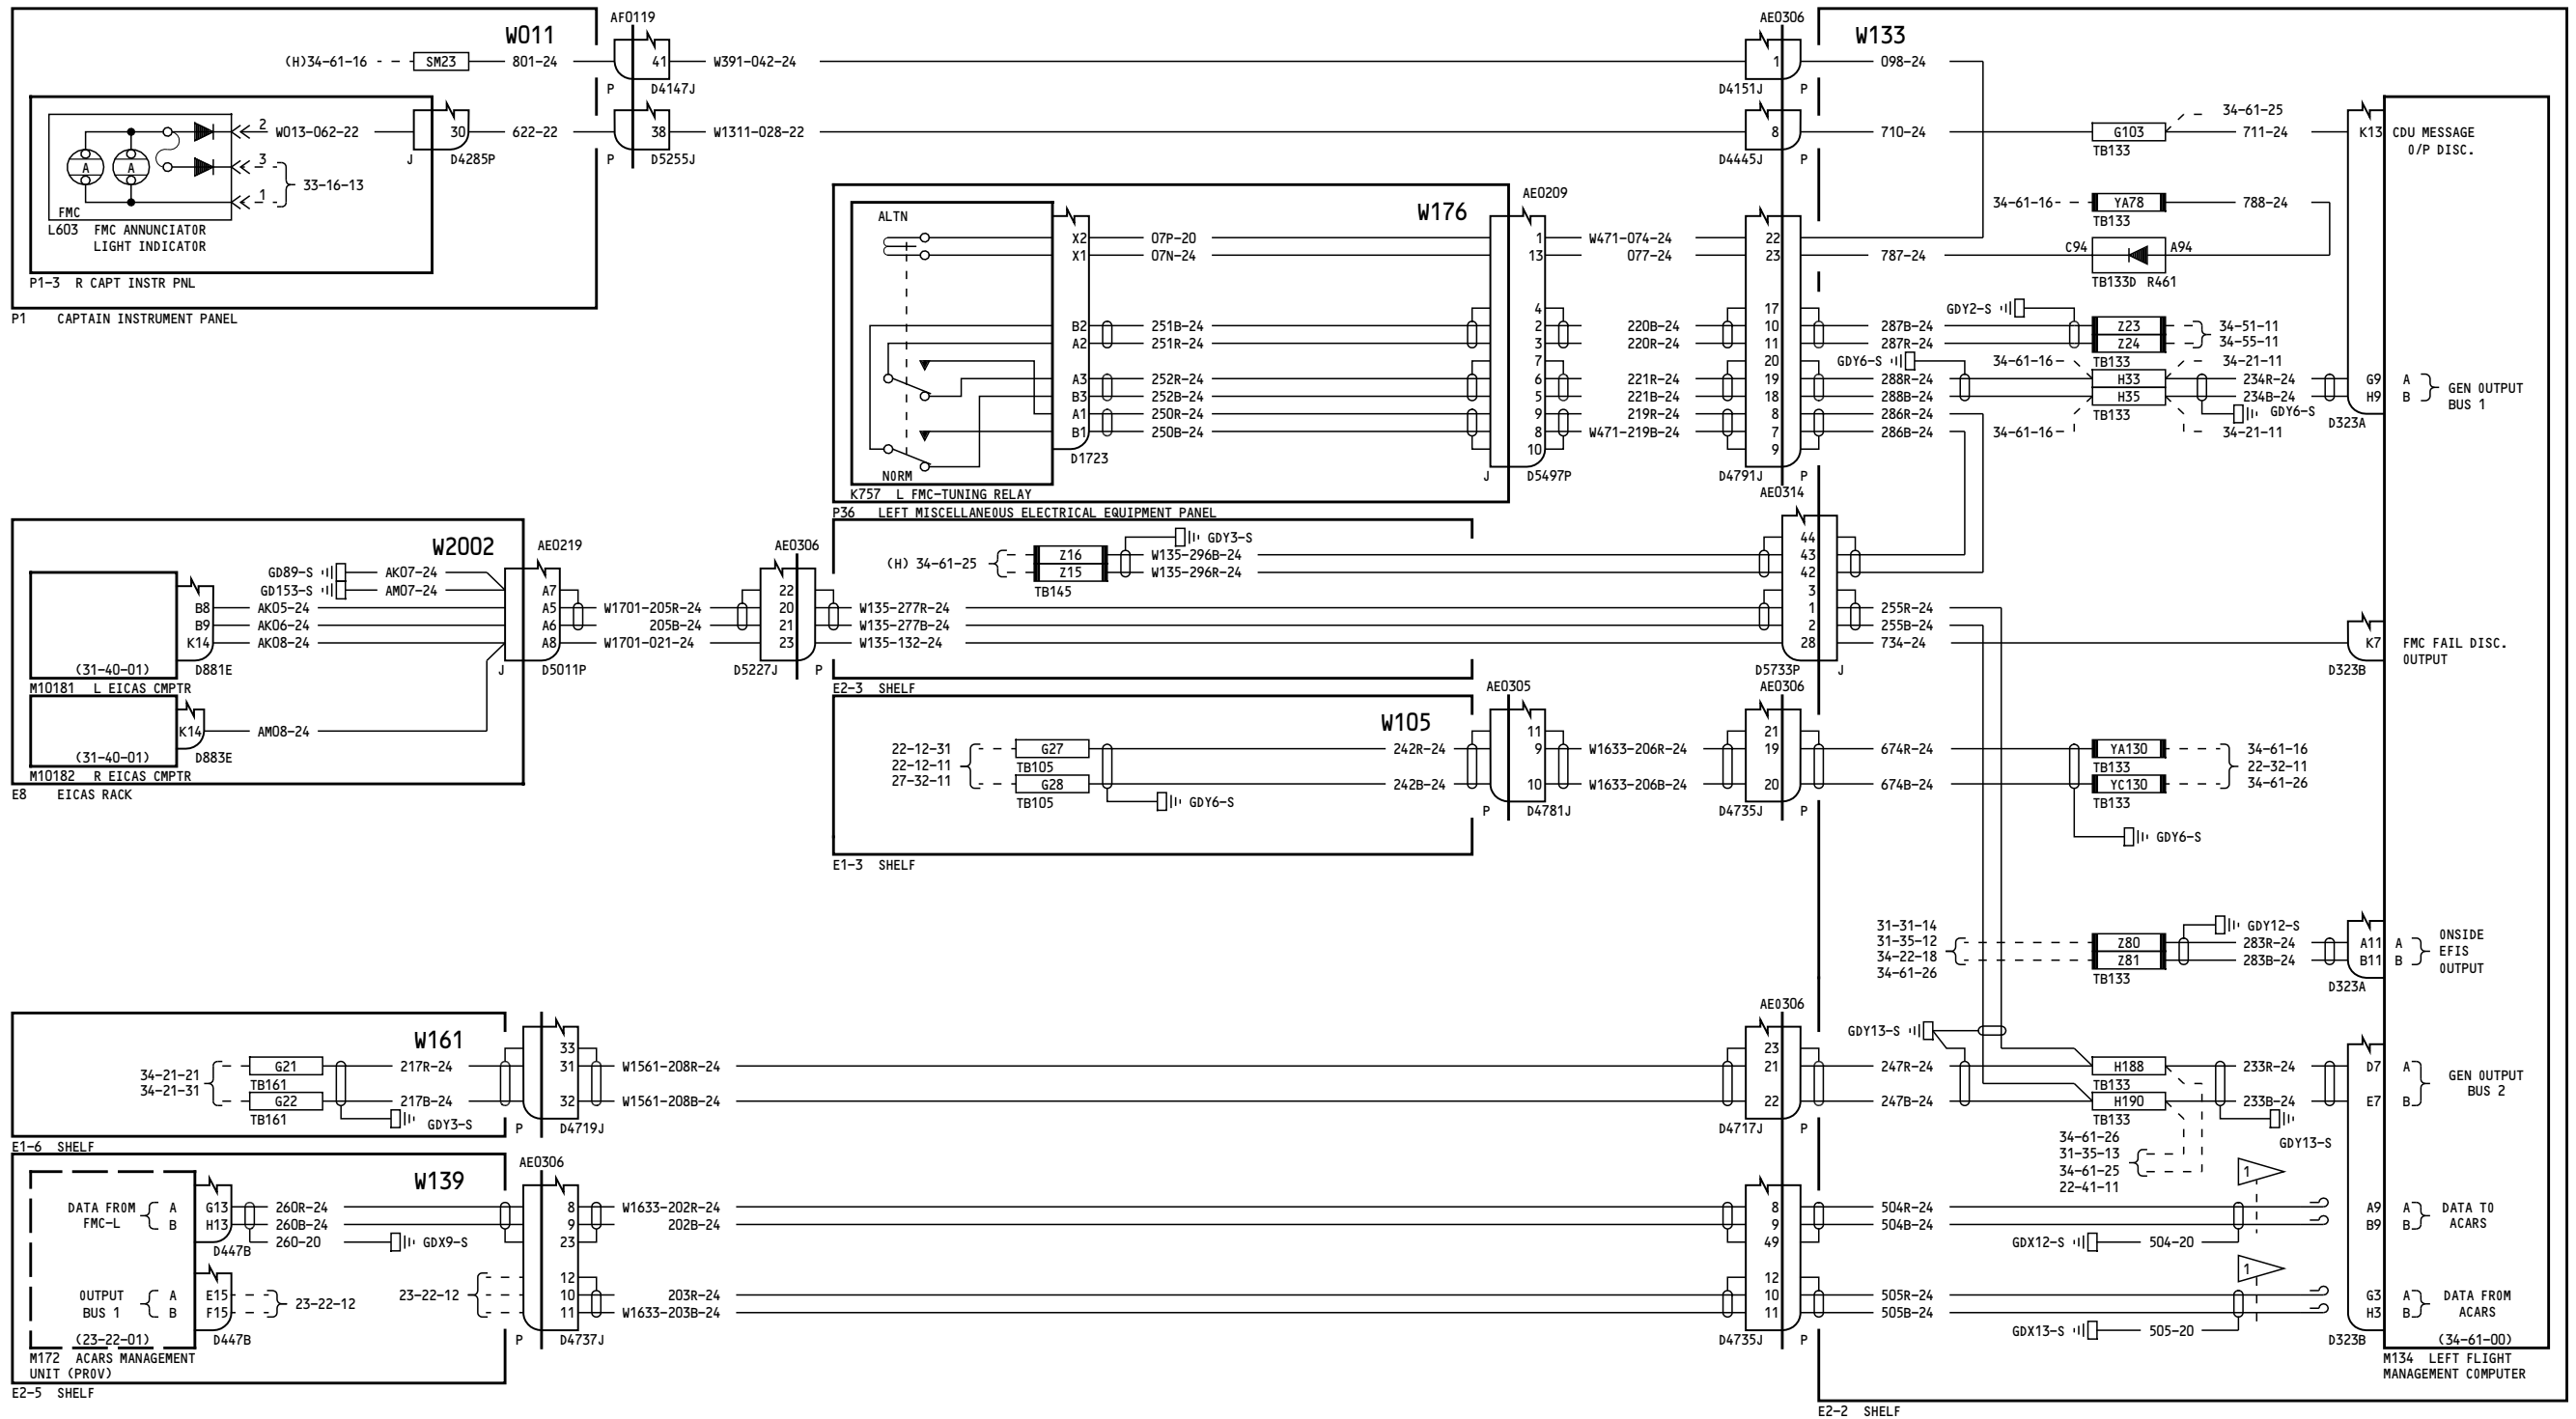 AF0119
AE0306
W011
W133
(H)34-61-16
SM23
801-24
41
W391-042-24
1
098-24
P
D4147J
D4151J
P
34-61-25
2
W013-062-22
30
622-22
38
W1311-028-22
8
710-24
G103
711-24
K13
CDU MESSAGE
O/P DISC.
J
D4285P
P
D5255J
D4445J
P
TB133
A
A
3
33-16-13
1
FMC
L603 FMC ANNUNCIATOR
LIGHT INDICATOR
P1-3 R CAPT INSTR PNL
P1 CAPTAIN INSTRUMENT PANEL
AE0209
34-61-16
YA78
788-24
TB133
ALTN
W176
X2
07P-20
1
W471-074-24
22
X1
07N-24
13
077-24
23
787-24
C94
A94
TB133D R461
4
17
GDY2-S
B2
251B-24
2
220B-24
10
287B-24
Z23
34-51-11
A2
251R-24
3
220R-24
11
287R-24
Z24
34-55-11
7
20
GDY6-S
34-61-16
TB133
34-21-11
A3
252R-24
6
221R-24
19
288R-24
H33
234R-24
G9
A
GEN OUTPUT
BUS 1
B3
252B-24
5
221B-24
18
288B-24
H35
234B-24
H9
B
A1
250R-24
9
219R-24
8
286R-24
TB133
GDY6-S
D323A
B1
250B-24
8
W471-219B-24
7
286B-24
34-61-16
34-21-11
10
9
D1723
NORM
J
D5497P
D4791J
P
K757 L FMC-TUNING RELAY
AE0314
P36 LEFT MISCELLANEOUS ELECTRICAL EQUIPMENT PANEL
W2002
AE0219
AE0306
GDY3-S
44
(H) 34-61-25
Z16
W135-296B-24
43
Z15
W135-296R-24
42
TB145
GD89-S
AK07-24
GD153-S
AM07-24
A7
22
3
B8
AK05-24
A5
W1701-205R-24
20
W135-277R-24
1
255R-24
B9
AK06-24
A6
205B-24
21
W135-277B-24
2
255B-24
K14
AK08-24
A8
W1701-021-24
23
W135-132-24
28
734-24
K7
FMC FAIL DISC.
OUTPUT
(31-40-01)
D881E
J
D5011P
D5227J
P
D5733P
J
D323B
M10181 L EICAS CMPTR
E2-3 SHELF
AE0305
AE0306
K14
AM08-24
(31-40-01)
D883E
M10182 R EICAS CMPTR
E8 EICAS RACK
W105
11
21
22-12-31
22-12-11
27-32-11
G27
242R-24
9
W1633-206R-24
19
674R-24
YA130
34-61-16
22-32-11
34-61-26
TB105
TB133
G28
242B-24
10
W1633-206B-24
20
674B-24
YC130
TB105
GDY6-S
P
D4781J
D4735J
P
TB133
GDY6-S
E1-3 SHELF
31-31-14
31-35-12
34-22-18
34-61-26
GDY12-S
Z80
283R-24
A11
A
ONSIDE
EFIS
OUTPUT
Z81
283B-24
B11
B
TB133
D323A
AE0306
W161
GDY13-S
33
23
34-21-21
34-21-31
G21
217R-24
31
W1561-208R-24
21
247R-24
H188
233R-24
D7
A
GEN OUTPUT
BUS 2
TB161
TB133
G22
217B-24
32
W1561-208B-24
22
247B-24
H190
233B-24
E7
B
TB161
GDY3-S
P
D4719J
D4717J
P
TB133
GDY13-S
E1-6 SHELF
34-61-26
31-35-13
34-61-25
22-41-11
AE0306
W139
1
DATA FROM
FMC-L
A
G13
260R-24
8
W1633-202R-24
8
504R-24
A9
A
DATA TO
ACARS
B
H13
260B-24
9
202B-24
9
504B-24
B9
B
260-20
GDX9-S
23
49
GDX12-S
504-20
D447B
1
12
12
OUTPUT
BUS 1
A
E15
23-22-12
23-22-12
10
203R-24
10
505R-24
G3
A
DATA FROM
ACARS
B
F15
11
W1633-203B-24
11
505B-24
H3
B
GDX13-S
505-20
(23-22-01)
D447B
P
D4737J
D4735J
P
D323B
(34-61-00)
M172 ACARS MANAGEMENT
UNIT (PROV)
M134 LEFT FLIGHT
MANAGEMENT COMPUTER
E2-5 SHELF
E2-2 SHELF